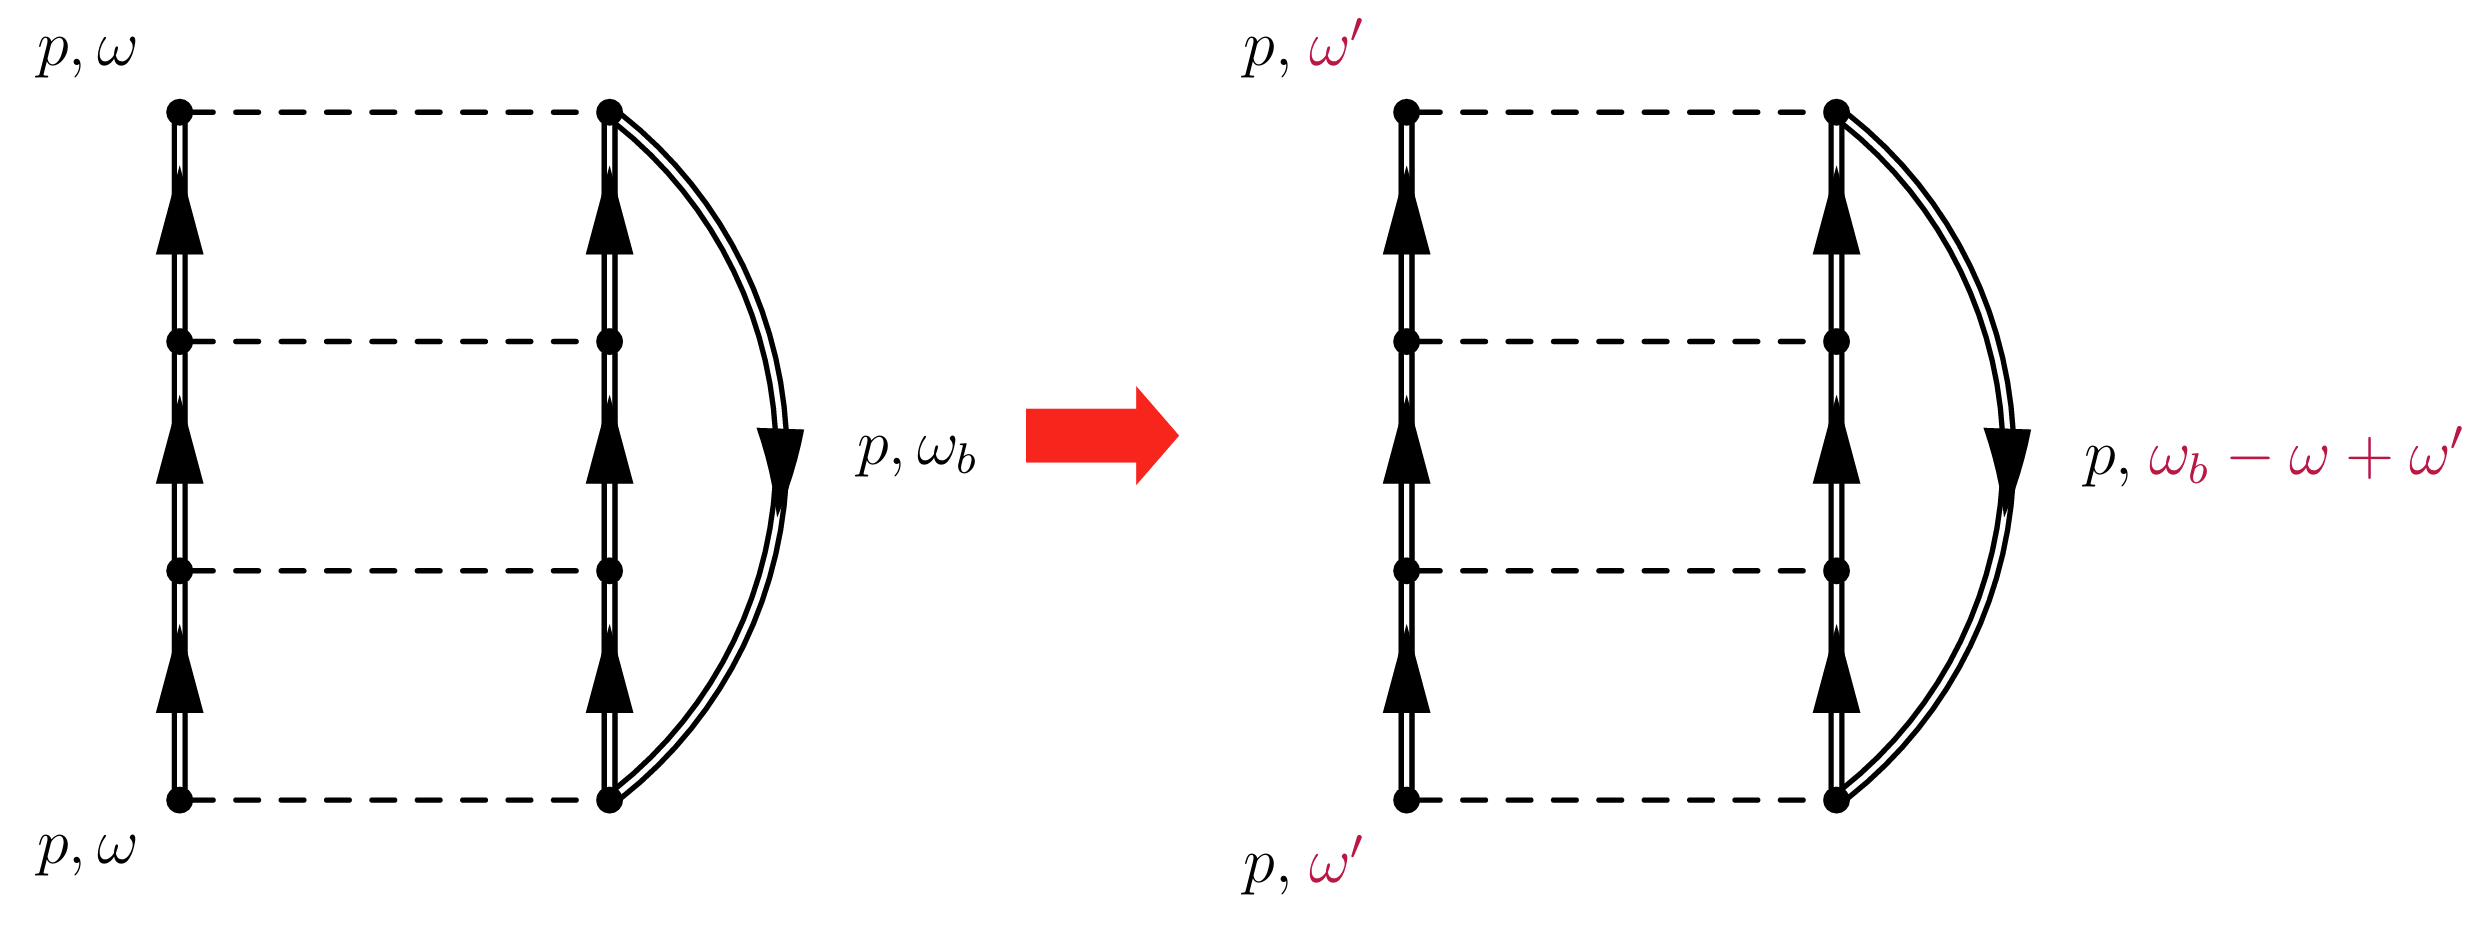 p, ω
p, ω′
p, ω_b
p, ω_b − ω + ω′
p, ω
p, ω′